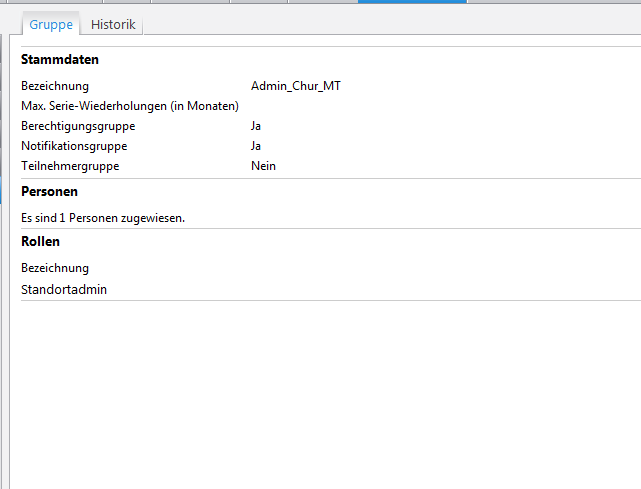 Gruppe Historik
Stammdaten
Bezeichnung Admin_Chur_MT
Max. Serie-Wiederholungen (in Monaten)
Berechtigungsgruppe Ja
Notifikationsgruppe Ja
Teilnehmergruppe Nein
Personen
Es sind 1 Personen zugewiesen.
Rollen
Bezeichnung
Standortadmin